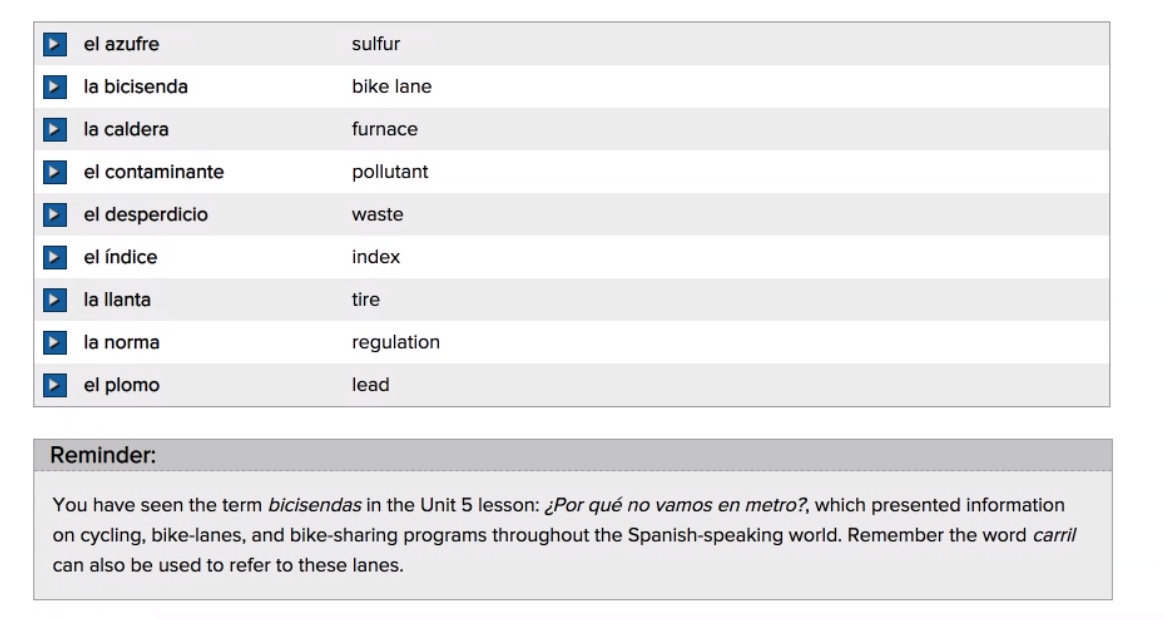 el azufre sulfur
la bicisenda bike lane
la caldera furnace
el contaminante pollutant
el desperdicio waste
el índice index
la llanta tire
la norma regulation
el plomo lead
Reminder:
You have seen the term bicisendas in the Unit 5 lesson: ¿Por qué no vamos en metro?, which presented information
on cycling, bike-lanes, and bike-sharing programs throughout the Spanish-speaking world. Remember the word carril
can also be used to refer to these lanes.